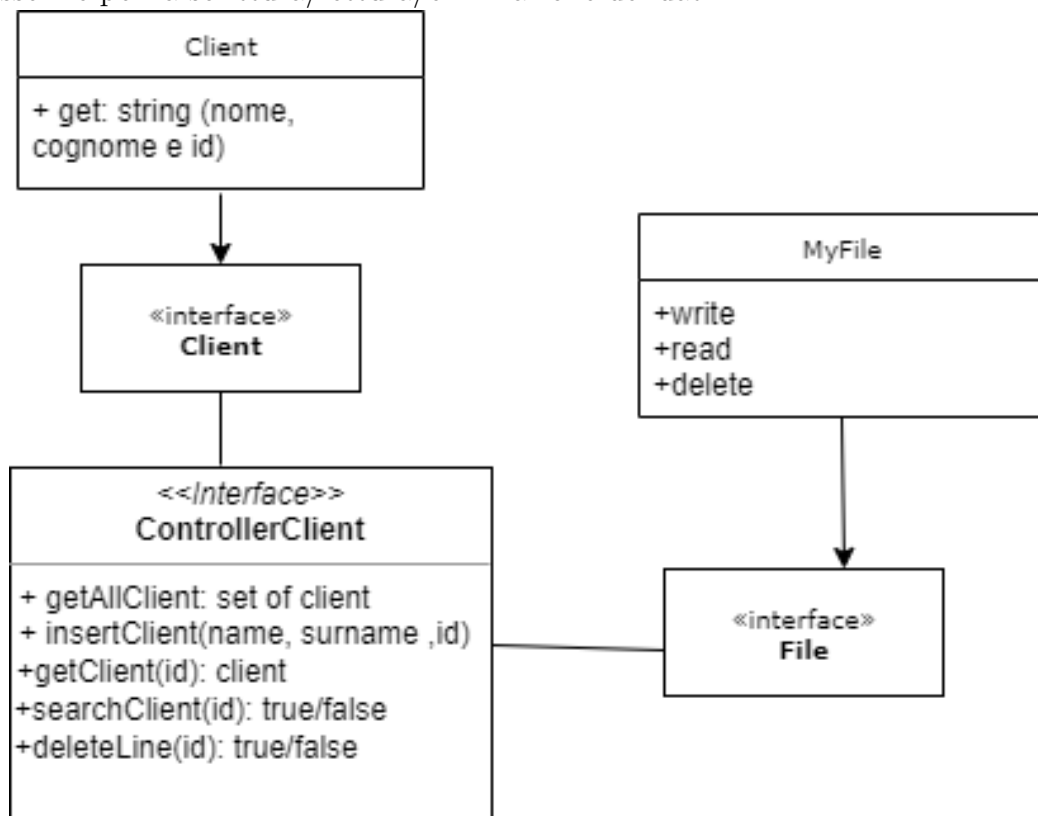 Client
+ get: string (nome,
cognome e id)
«interface»
Client
MyFile
+write
+read
+delete
<<Interface>>
ControllerClient
+ getAllClient: set of client
+ insertClient(name, surname ,id)
+getClient(id): client
+searchClient(id): true/false
+deleteLine(id): true/false
«interface»
File